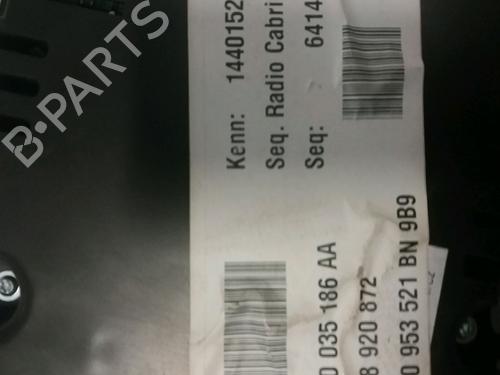 B-PARTS
Kenn: 1440152
Seq. Radio Cabri
Seq: 6414
0 035 186 AA
8 920 872
0 953 521 BN 9B9